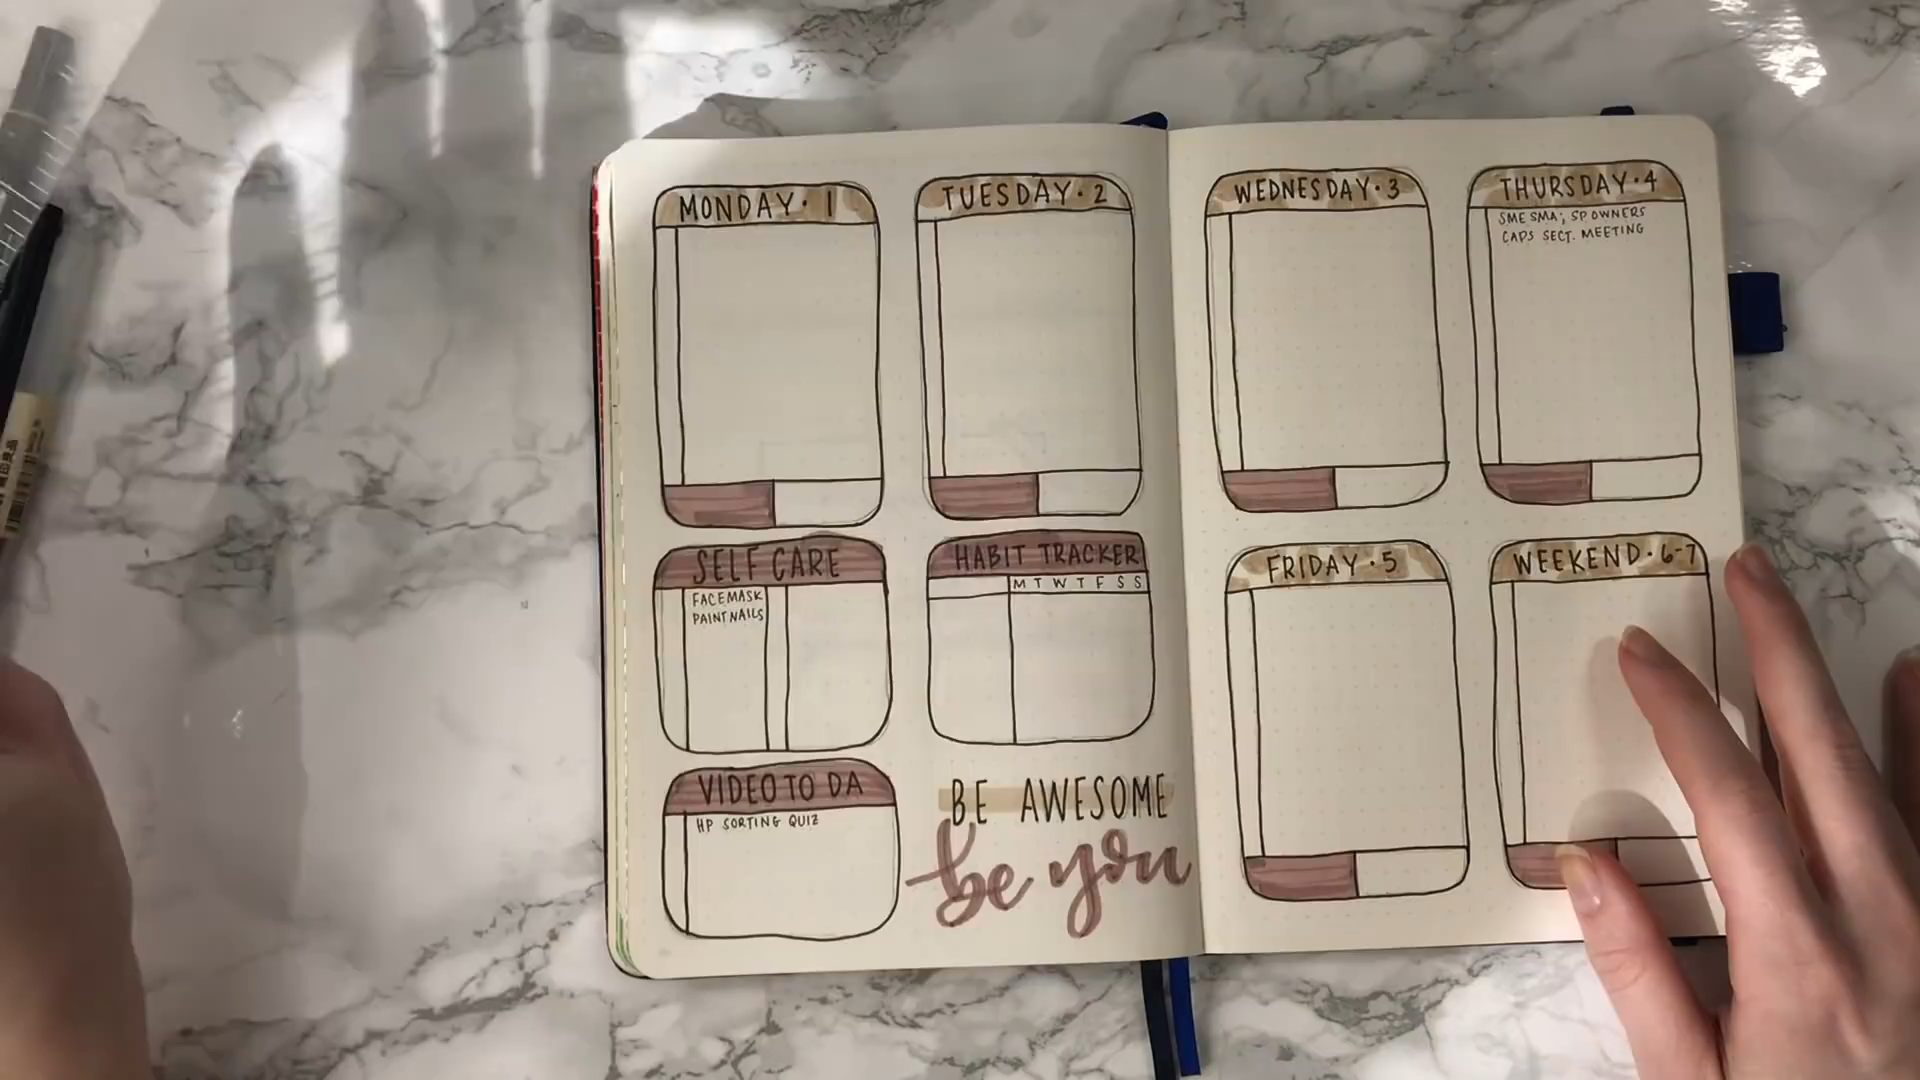 MONDAY · 1
TUESDAY · 2
SELF CARE
FACEMASK
PAINT NAILS
HABIT TRACKER
M T W T F S S
VIDEO TO DA
HP SORTING QUIZ
BE AWESOME
be you
WEDNESDAY · 3
THURSDAY · 4
SME SMA; SP OWNERS
CAPS SECT. MEETING
FRIDAY · 5
WEEKEND · 6-7